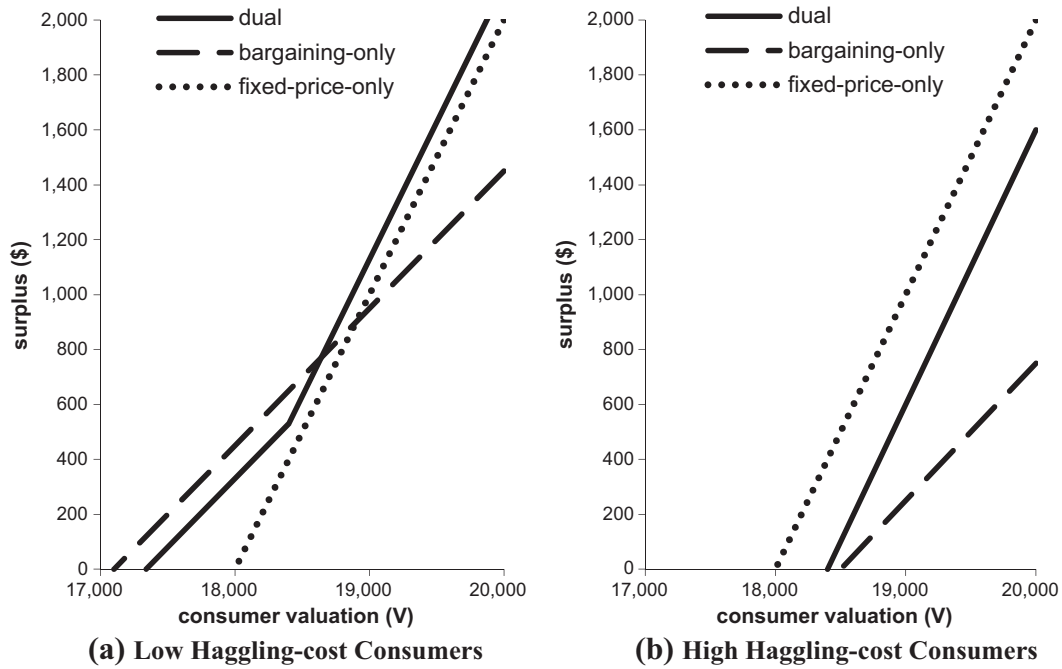 dual
bargaining-only
fixed-price-only
2,000
1,800
1,600
1,400
1,200
1,000
800
600
400
200
0
surplus ($)
17,000 18,000 19,000 20,000
consumer valuation (V)
(a) Low Haggling-cost Consumers
dual
bargaining-only
fixed-price-only
2,000
1,800
1,600
1,400
1,200
1,000
800
600
400
200
0
surplus ($)
17,000 18,000 19,000 20,000
consumer valuation (V)
(b) High Haggling-cost Consumers